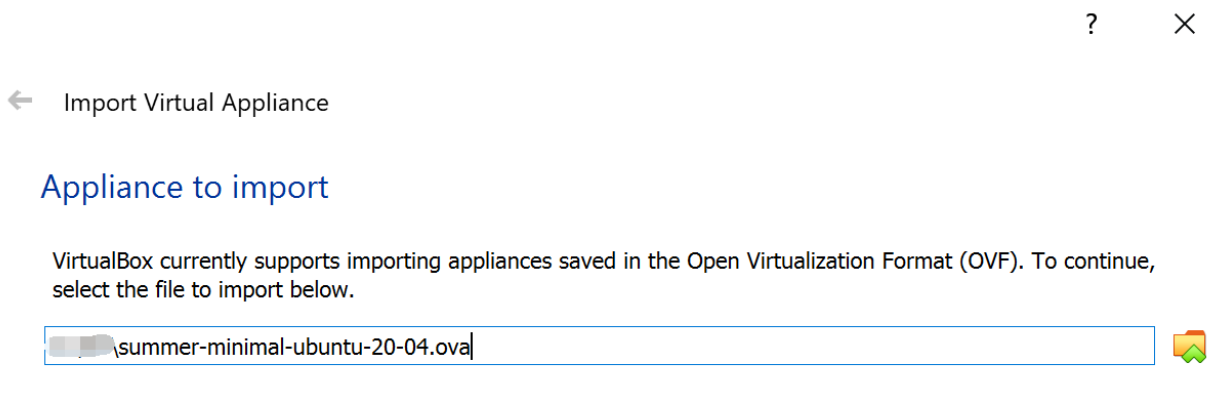 ?
Import Virtual Appliance
Appliance to import
VirtualBox currently supports importing appliances saved in the Open Virtualization Format (OVF). To continue,
select the file to import below.
\summer-minimal-ubuntu-20-04.ova